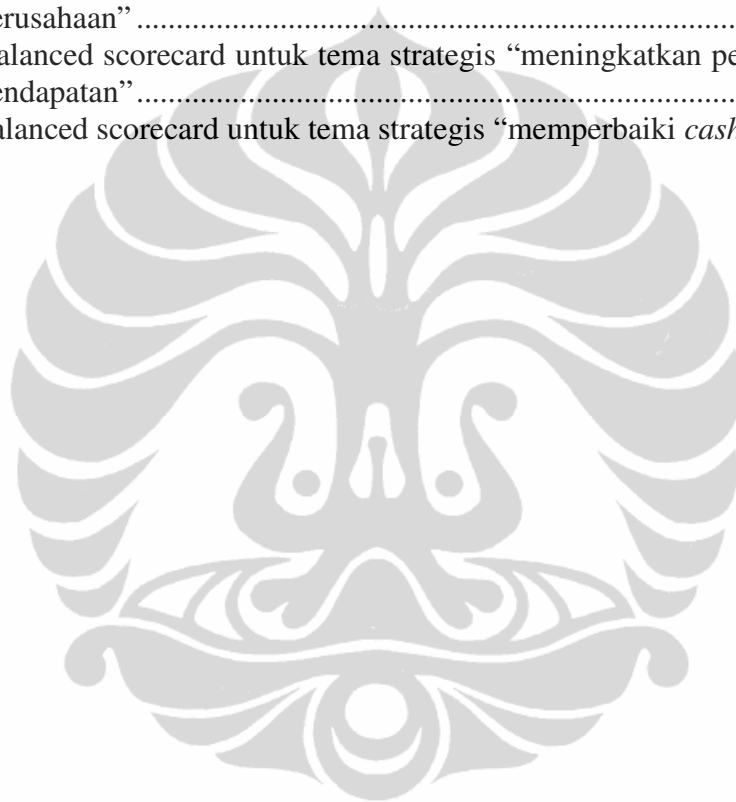 erusahaan” ..........................................................................................
alanced scorecard untuk tema strategis “meningkatkan pe
endapatan” ..........................................................................................
alanced scorecard untuk tema strategis “memperbaiki cash